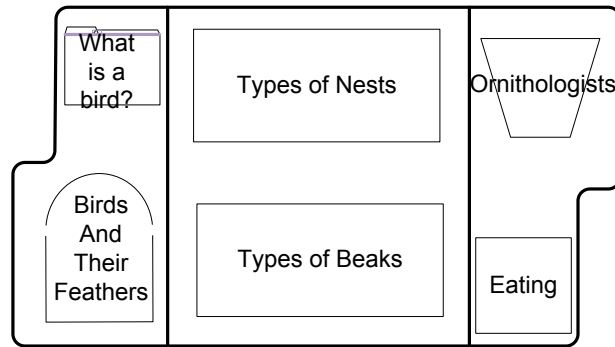 What
is a
bird?
Types of Nests
Ornithologists
Birds
And
Their
Feathers
Types of Beaks
Eating